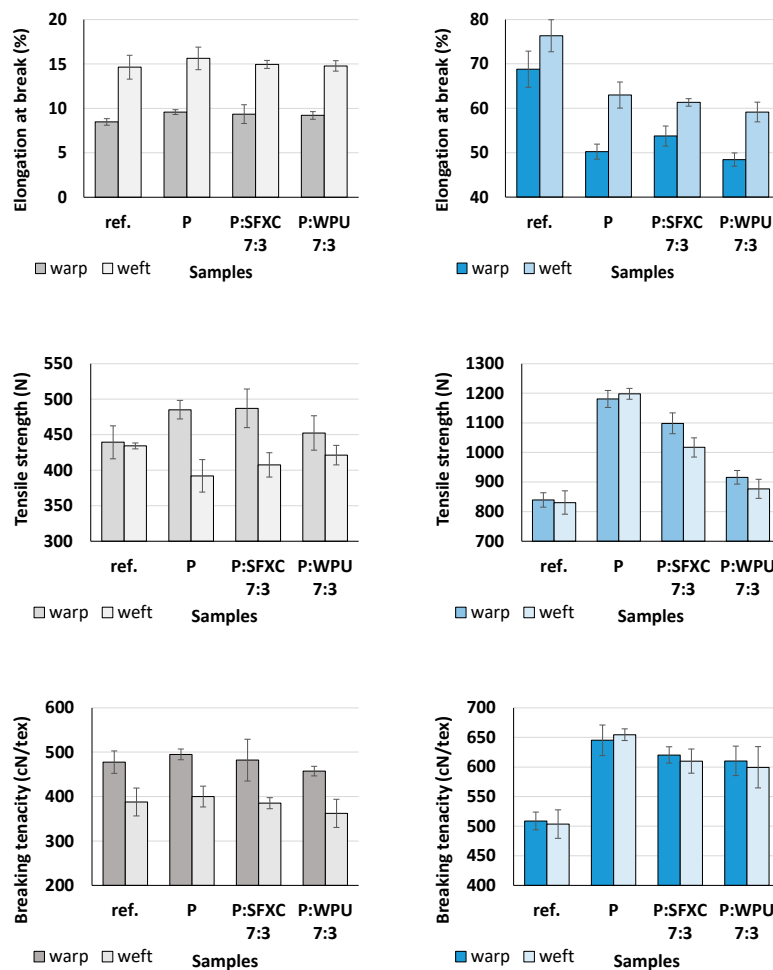 Elongation at break (%)
20
15
10
5
0
ref.
P
P:SFXC
7:3
P:WPU
7:3
warp
weft
Samples
Elongation at break (%)
80
70
60
50
40
ref.
P
P:SFXC
7:3
P:WPU
7:3
warp
weft
Samples
Tensile strength (N)
550
500
450
400
350
300
ref.
P
P:SFXC
7:3
P:WPU
7:3
warp
weft
Samples
Tensile strength (N)
1300
1200
1100
1000
900
800
700
ref.
P
P:SFXC
7:3
P:WPU
7:3
warp
weft
Samples
Breaking tenacity (cN/tex)
600
500
400
300
200
ref.
P
P:SFXC
7:3
P:WPU
7:3
warp
weft
Samples
Breaking tenacity (cN/tex)
700
650
600
550
500
450
400
ref.
P
P:SFXC
7:3
P:WPU
7:3
warp
weft
Samples